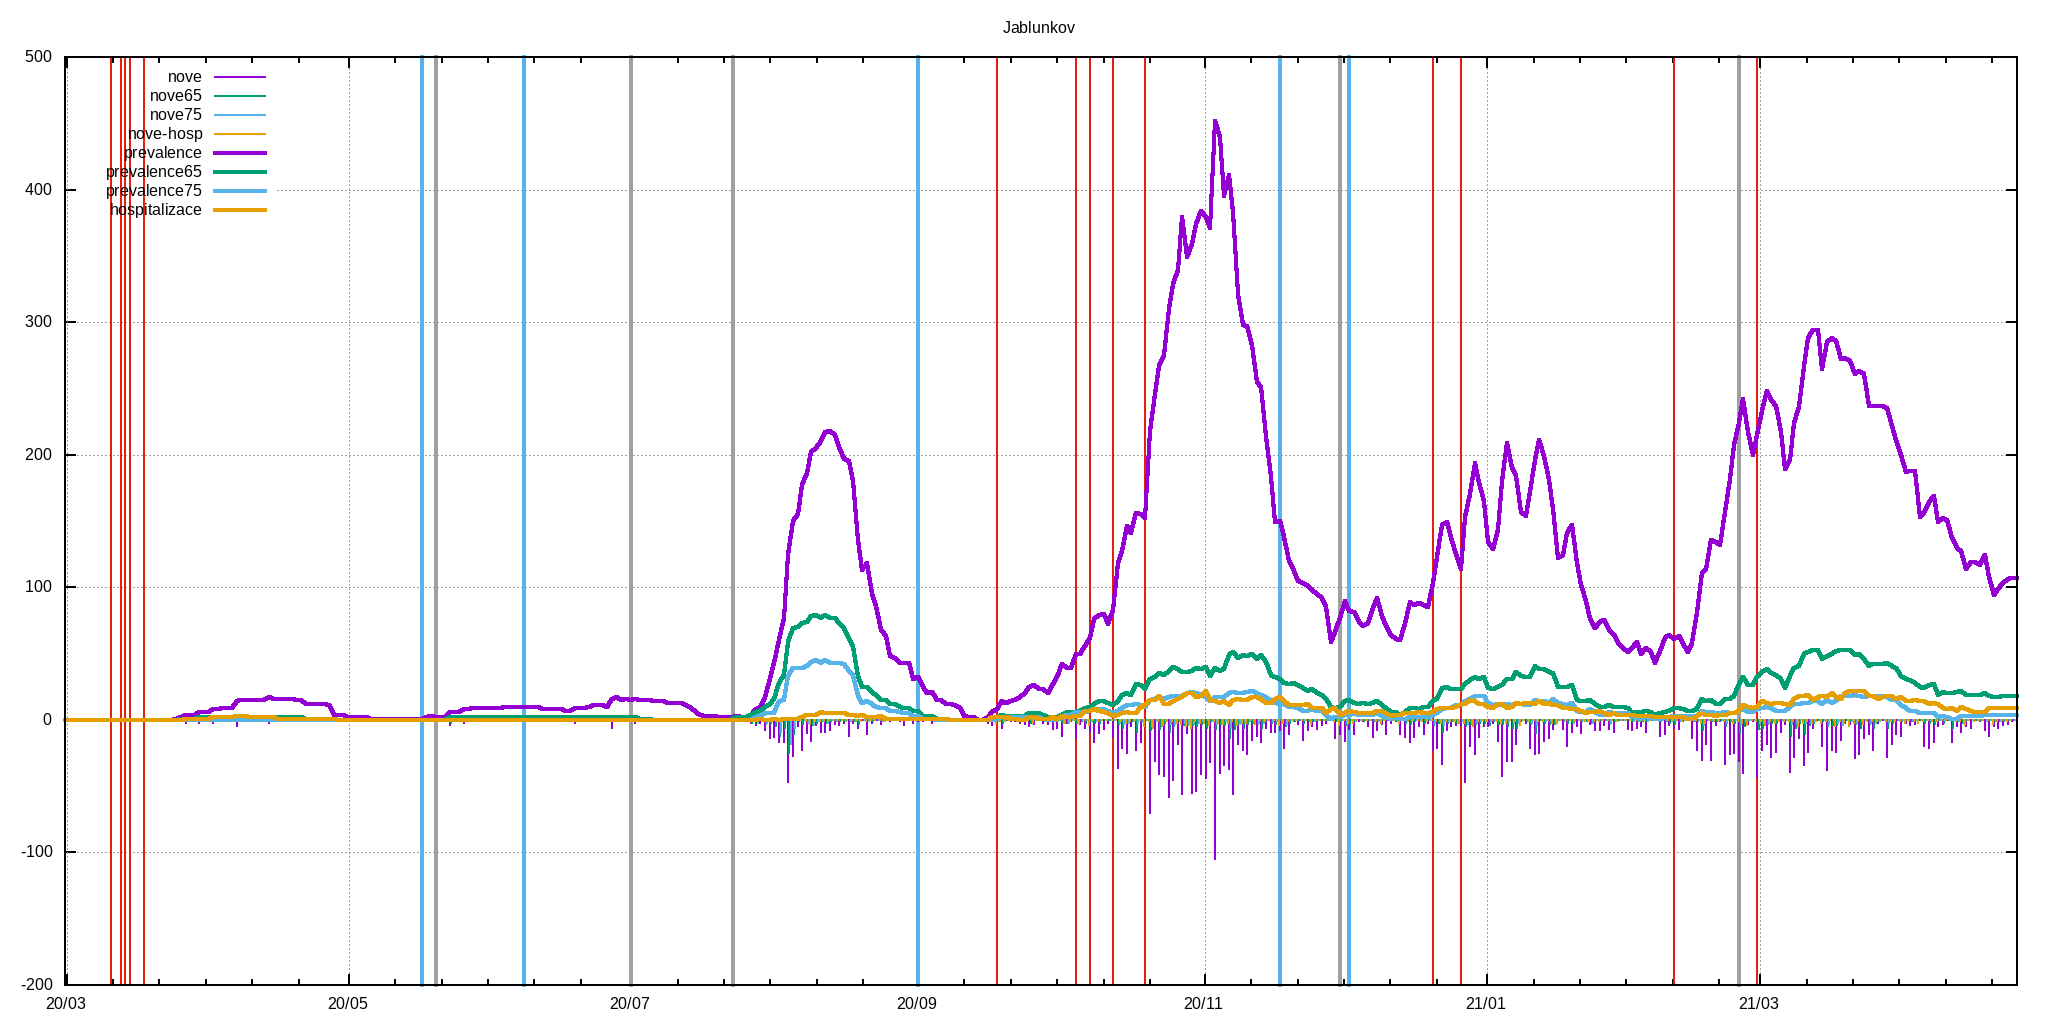 Jablunkov
500
400
300
200
100
0
-100
-200
nove
nove65
nove75
nove-hosp
prevalence
prevalence65
prevalence75
hospitalizace
20/03 20/05 20/07 20/09 20/11 21/01 21/03